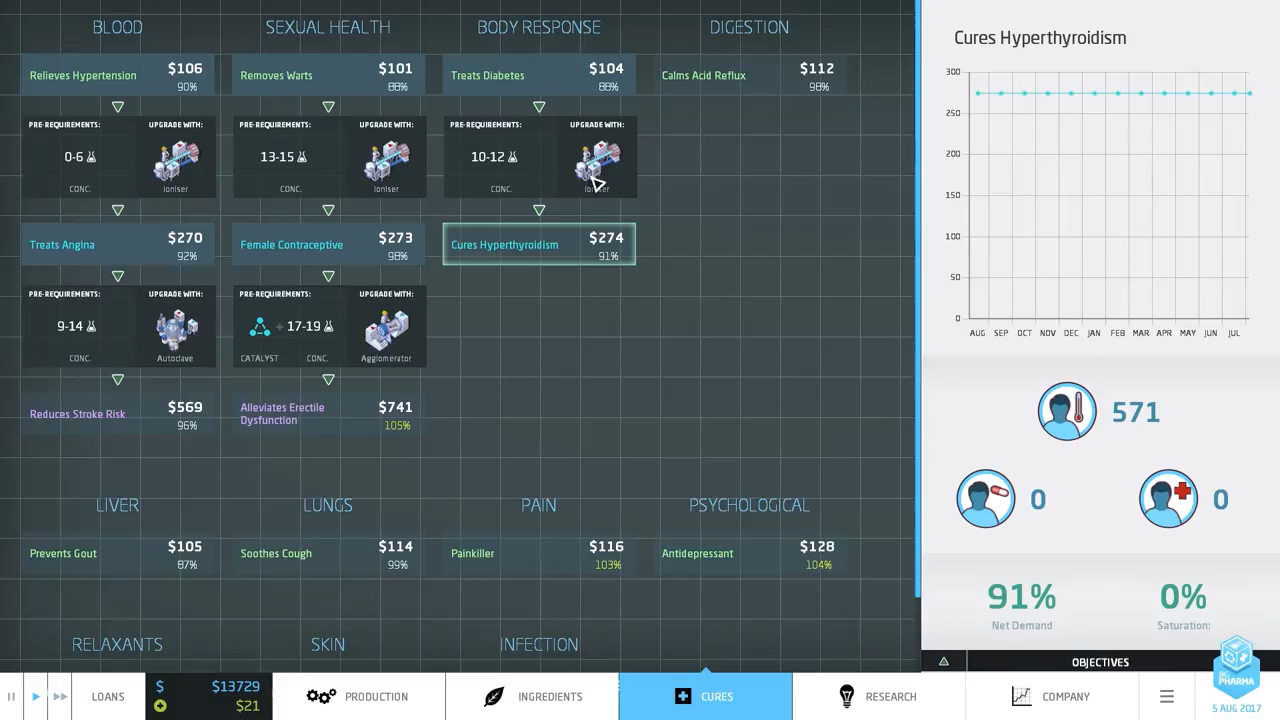 BLOOD
SEXUAL HEALTH
BODY RESPONSE
DIGESTION
Relieves Hypertension $106 90%
Removes Warts $101 88%
Treats Diabetes $104 88%
Calms Acid Reflux $112 98%
PRE-REQUIREMENTS: UPGRADE WITH:
0-6
CONC. Ioniser
PRE-REQUIREMENTS: UPGRADE WITH:
13-15
CONC. Ioniser
PRE-REQUIREMENTS: UPGRADE WITH:
10-12
CONC.
Treats Angina $270 92%
Female Contraceptive $273 98%
Cures Hyperthyroidism $274 91%
PRE-REQUIREMENTS: UPGRADE WITH:
9-14
CONC. Autoclave
PRE-REQUIREMENTS: UPGRADE WITH:
+ 17-19
CATALYST CONC. Agglomerator
Reduces Stroke Risk $569 96%
Alleviates Erectile
Dysfunction
$741 105%
LIVER
LUNGS
PAIN
PSYCHOLOGICAL
Prevents Gout $105 87%
Soothes Cough $114 99%
Painkiller $116 103%
Antidepressant $128 104%
RELAXANTS
SKIN
INFECTION
Cures Hyperthyroidism
300
250
200
150
100
50
0
AUG SEP OCT NOV DEC JAN FEB MAR APR MAY JUN JUL
571
0
0
91%
Net Demand
0%
Saturation:
OBJECTIVES
LOANS
$ $13729
$21
PRODUCTION
INGREDIENTS
CURES
RESEARCH
COMPANY
BIG
PHARMA
5 AUG 2017